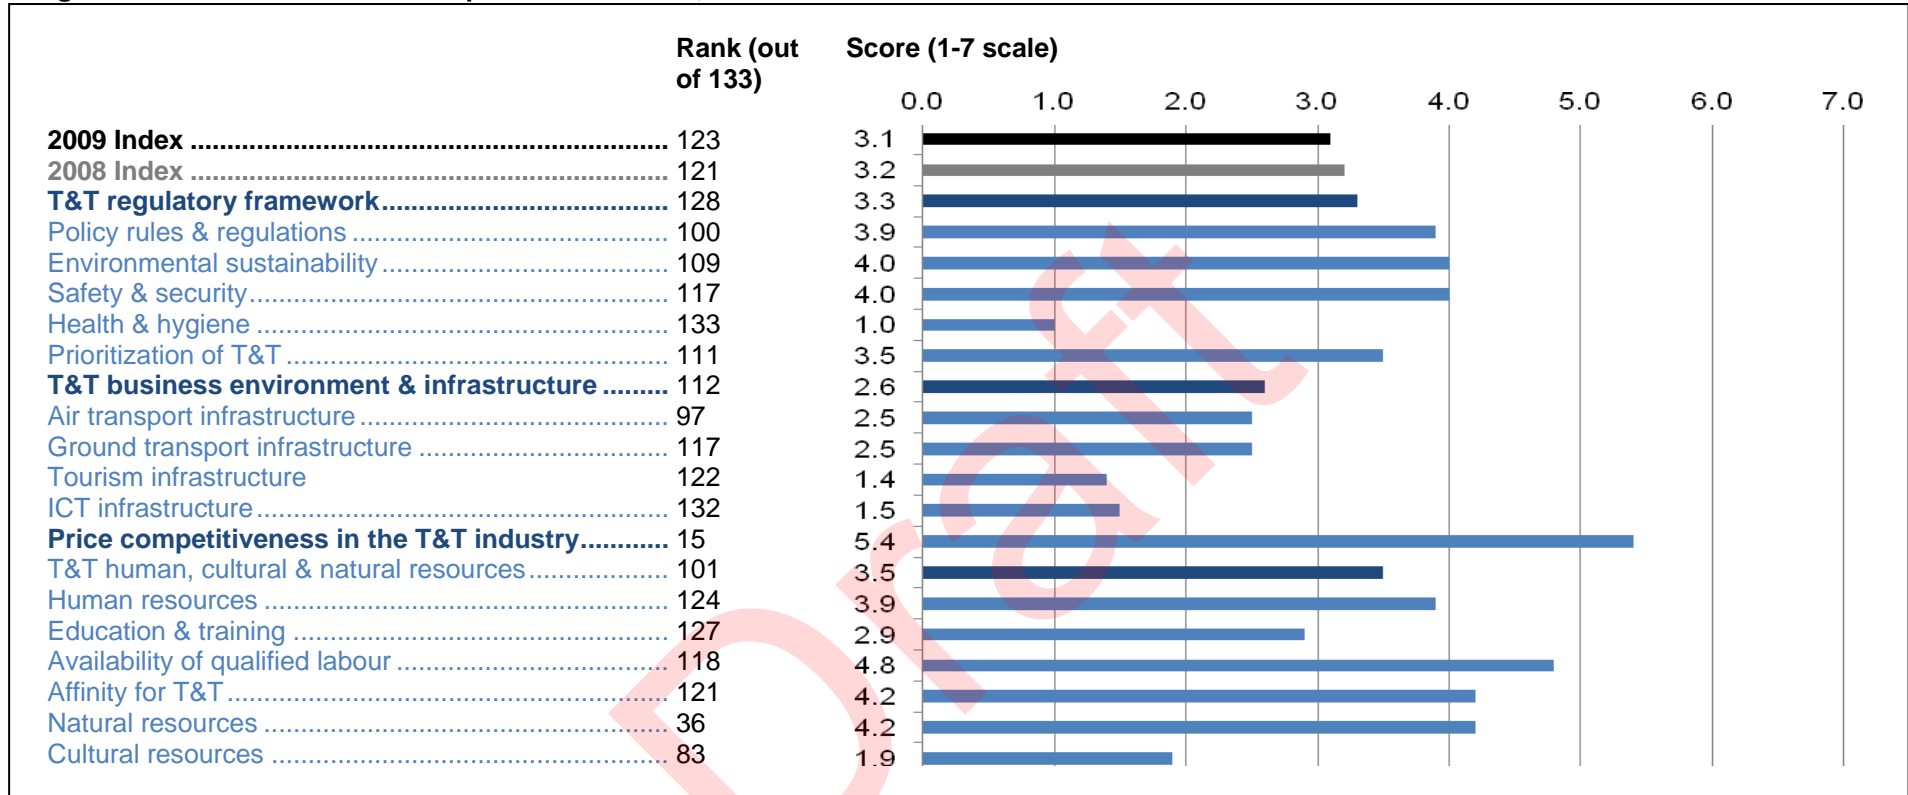 Rank (out of 133) Score (1-7 scale)
0.0 1.0 2.0 3.0 4.0 5.0 6.0 7.0
2009 Index ................................................................. 123 3.1
2008 Index ................................................................. 121 3.2
T&T regulatory framework....................................... 128 3.3
Policy rules & regulations ........................................... 100 3.9
Environmental sustainability....................................... 109 4.0
Safety & security......................................................... 117 4.0
Health & hygiene ........................................................ 133 1.0
Prioritization of T&T .................................................... 111 3.5
T&T business environment & infrastructure ......... 112 2.6
Air transport infrastructure.......................................... 97 2.5
Ground transport infrastructure .................................. 117 2.5
Tourism infrastructure 122 1.4
ICT infrastructure........................................................ 132 1.5
Price competitiveness in the T&T industry............ 15 5.4
T&T human, cultural & natural resources................... 101 3.5
Human resources ....................................................... 124 3.9
Education & training ................................................... 127 2.9
Availability of qualified labour ..................................... 118 4.8
Affinity for T&T............................................................ 121 4.2
Natural resources ....................................................... 36 4.2
Cultural resources ...................................................... 83 1.9
Draft